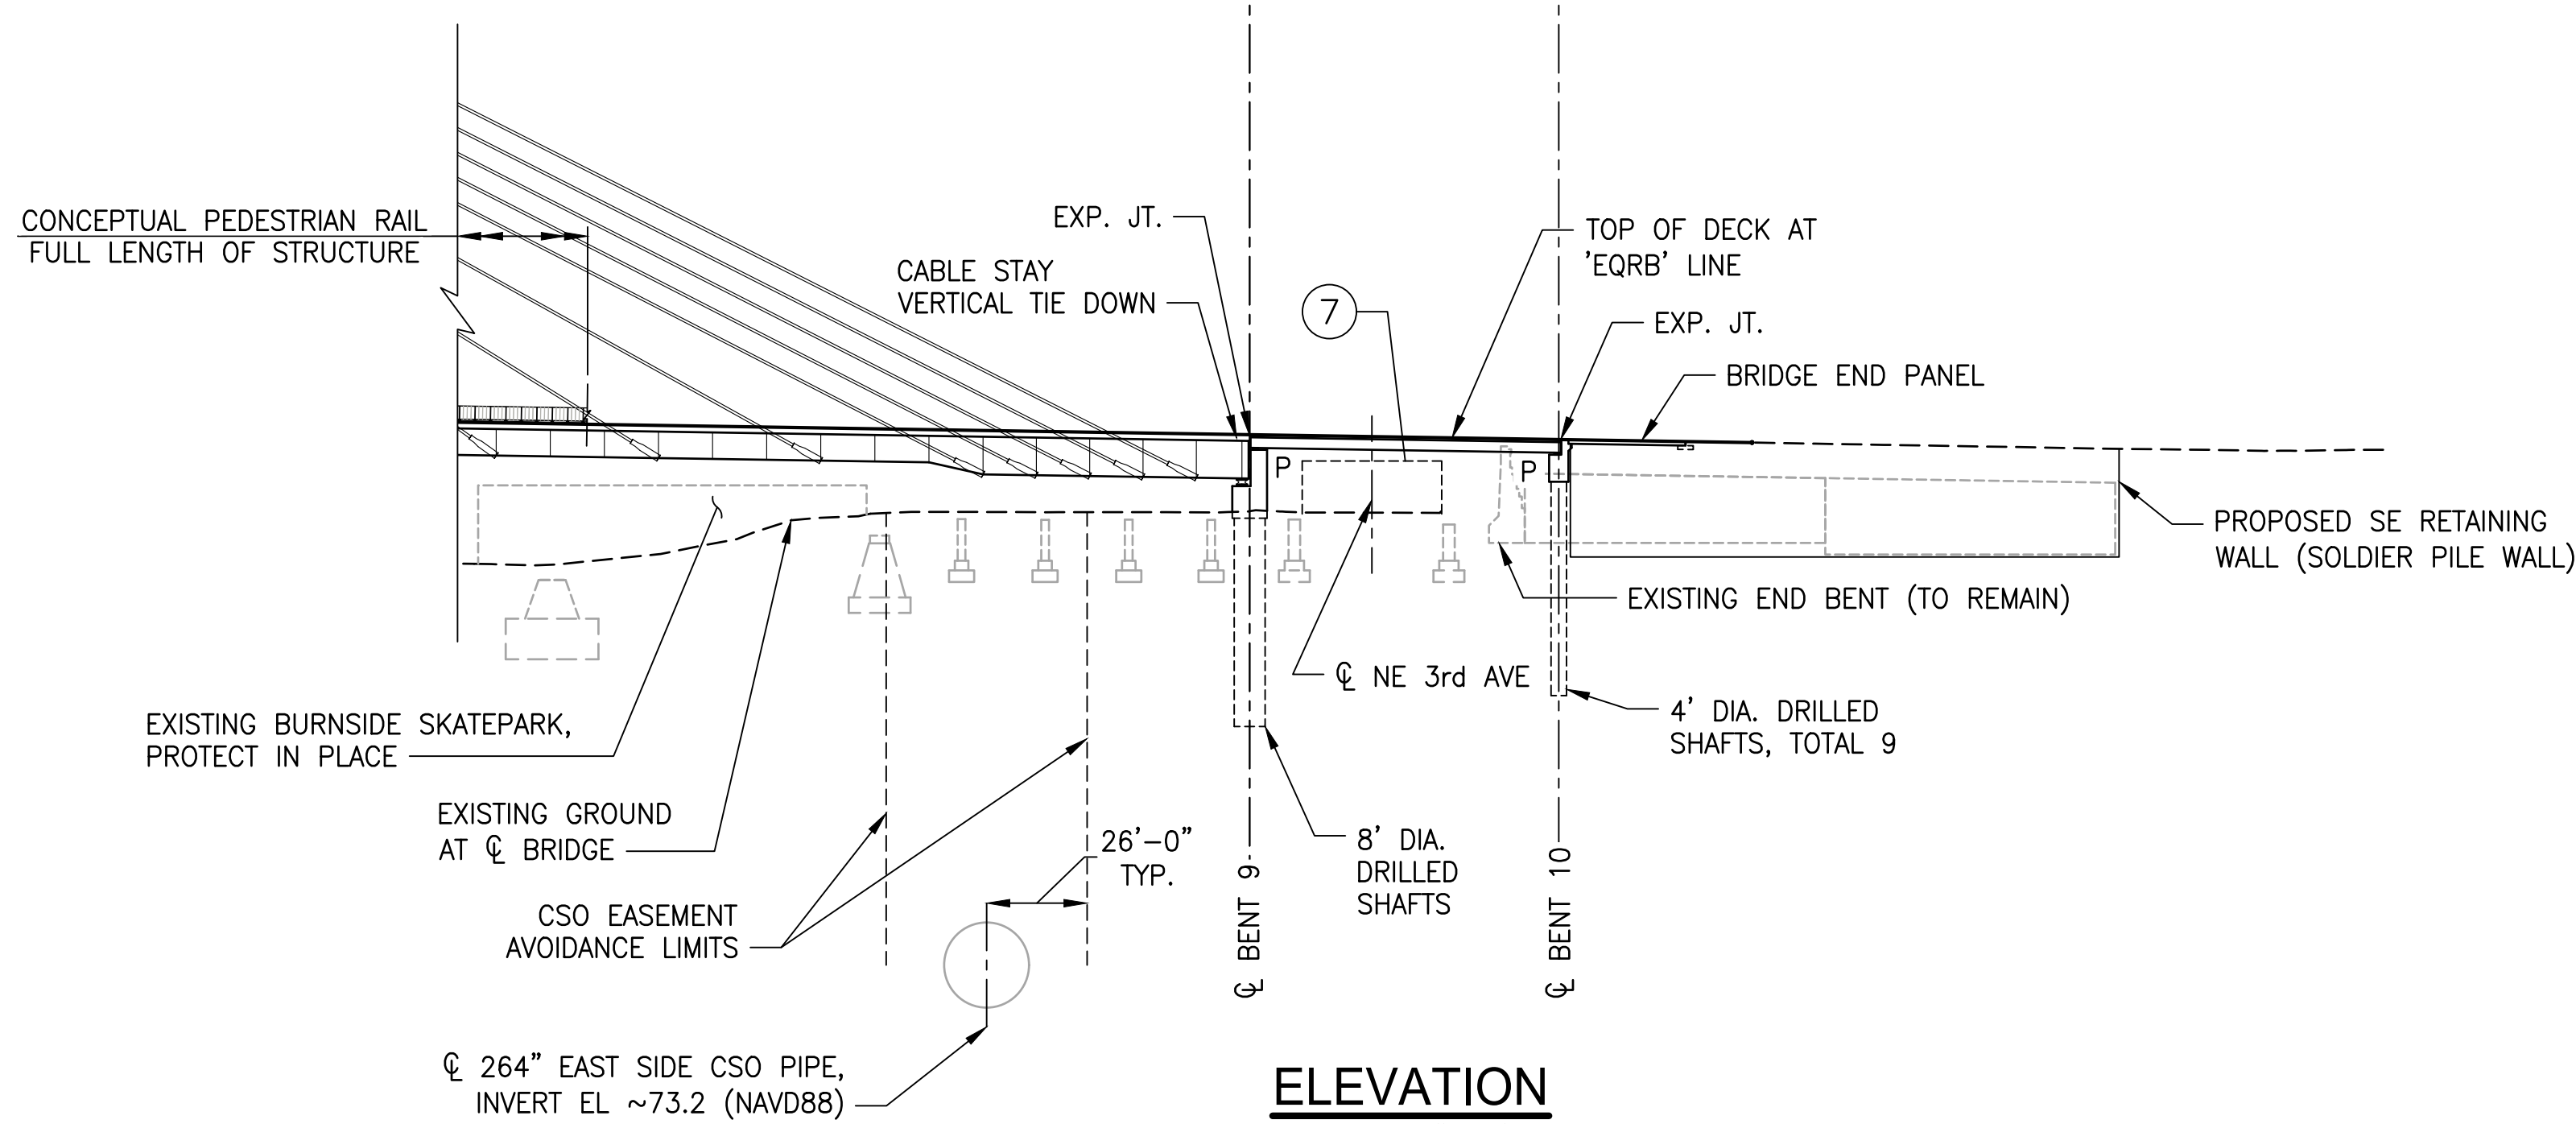 CONCEPTUAL PEDESTRIAN RAIL
FULL LENGTH OF STRUCTURE
EXP. JT.
CABLE STAY
VERTICAL TIE DOWN
7
TOP OF DECK AT
'EQRB' LINE
EXP. JT.
BRIDGE END PANEL
P
P
PROPOSED SE RETAINING
WALL (SOLDIER PILE WALL)
EXISTING END BENT (TO REMAIN)
℄ NE 3rd AVE
4' DIA. DRILLED
SHAFTS, TOTAL 9
EXISTING BURNSIDE SKATEPARK,
PROTECT IN PLACE
EXISTING GROUND
AT ℄ BRIDGE
26'-0"
TYP.
8' DIA.
DRILLED
SHAFTS
CSO EASEMENT
AVOIDANCE LIMITS
℄ BENT 9
℄ BENT 10
℄ 264" EAST SIDE CSO PIPE,
INVERT EL ~73.2 (NAVD88)
ELEVATION